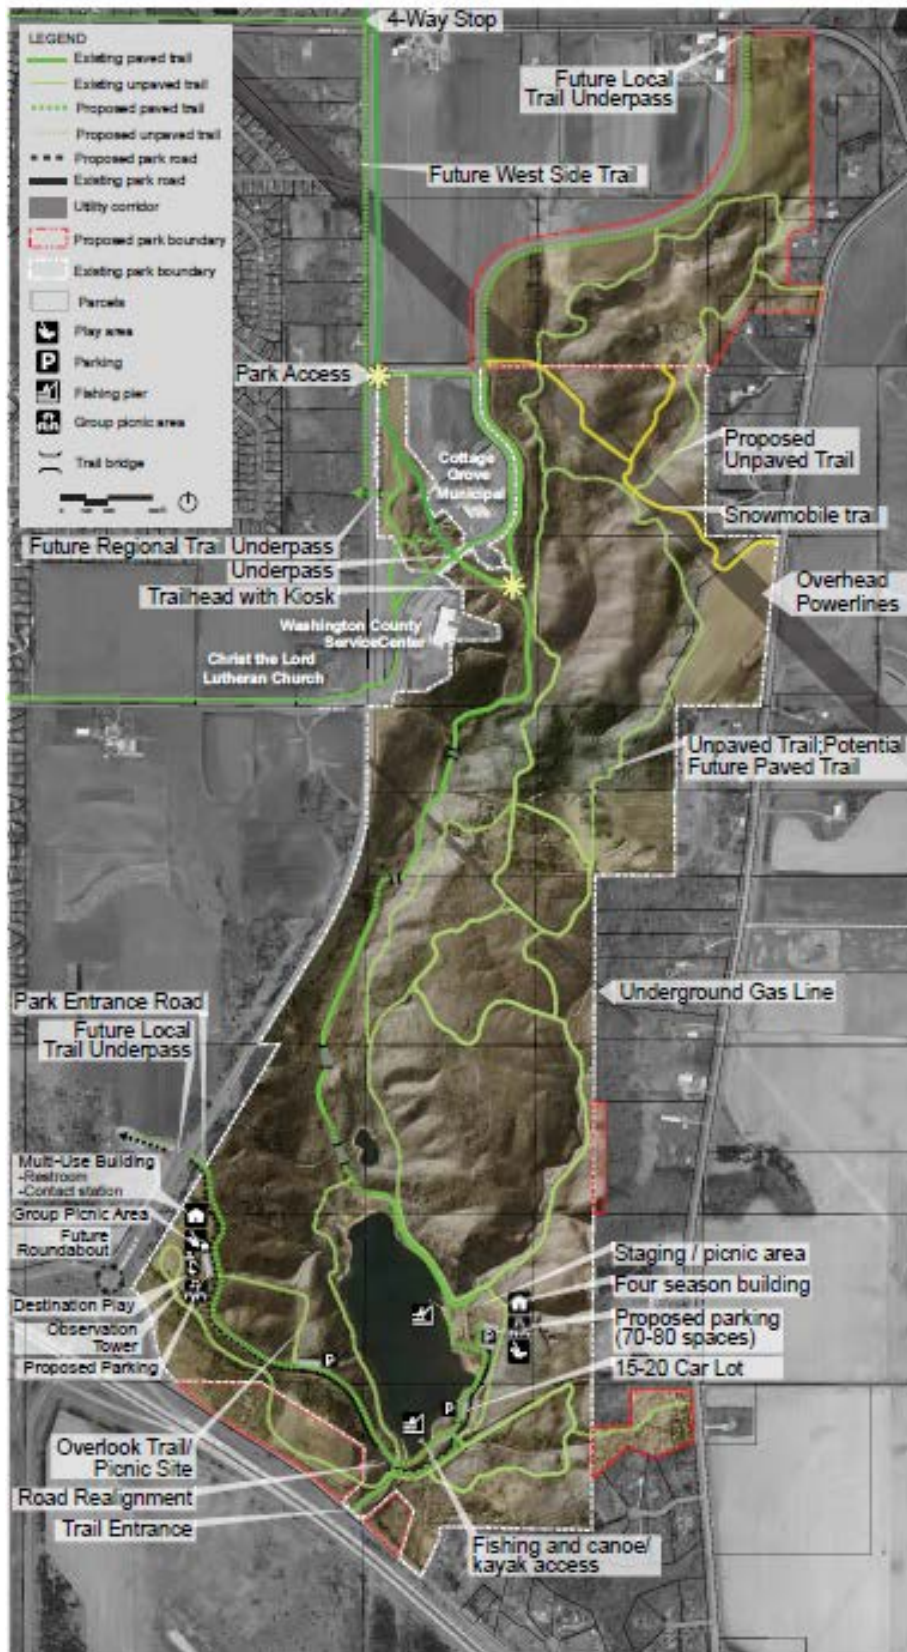 4-Way Stop
LEGEND
Existing paved trail
Existing unpaved trail
Proposed paved trail
Proposed unpaved trail
Proposed park road
Existing park road
Utility corridor
Proposed park boundary
Existing park boundary
Parcels
Play area
P
Parking
Fishing pier
Group picnic area
Trail bridge
Future Local
Trail Underpass
Future West Side Trail
Park Access
Proposed
Unpaved Trail
Cottage
Grove
Municipal
Snowmobile trail
Future Regional Trail Underpass
Underpass
Trailhead with Kiosk
Overhead
Powerlines
Washington County
ServiceCenter
Christ the Lord
Lutheran Church
Unpaved Trail;Potential
Future Paved Trail
Underground Gas Line
Park Entrance Road
Future Local
Trail Underpass
Multi-Use Building
-Restroom
-Contact station
Group Picnic Area
Future
Roundabout
Destination Play
Observation
Tower
Proposed Parking
Staging / picnic area
Four season building
Proposed parking
(70-80 spaces)
15-20 Car Lot
P
P
P
Overlook Trail/
Picnic Site
Road Realignment
Trail Entrance
Fishing and canoe/
kayak access